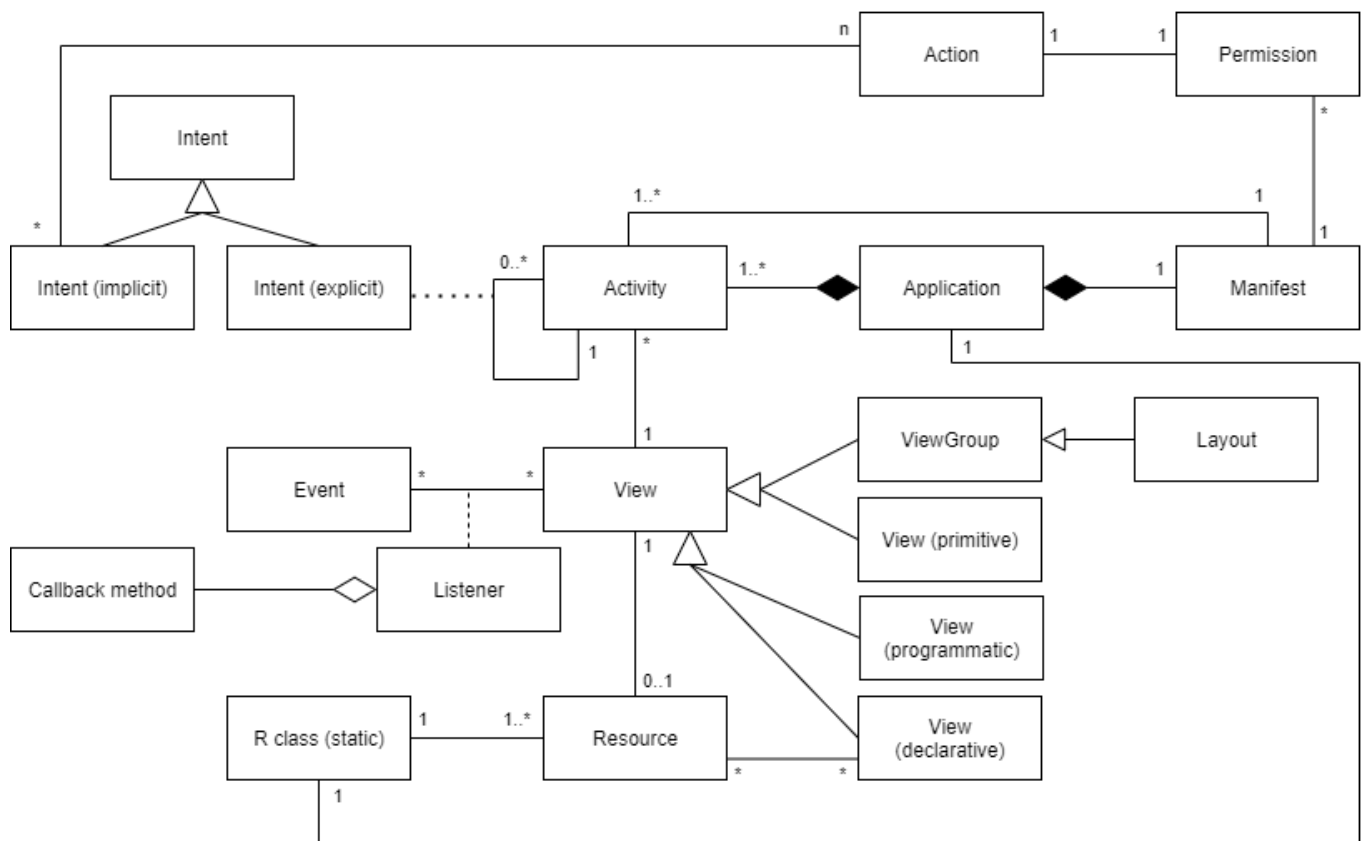 n
Action
1
1
Permission
*
Intent
*
1..*
1
1
Intent (implicit)
Intent (explicit)
0..*
Activity
1..*
Application
1
Manifest
1
*
1
1
ViewGroup
Layout
Event
*
*
View
1
View (primitive)
Callback method
Listener
View
(programmatic)
0..1
R class (static)
1
1..*
Resource
*
*
View
(declarative)
1